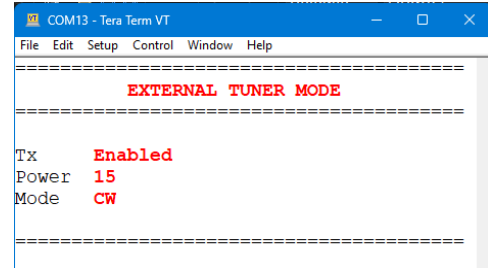 COM13 - Tera Term VT
File Edit Setup Control Window Help
========================================
EXTERNAL TUNER MODE
========================================
Tx Enabled
Power 15
Mode CW
========================================